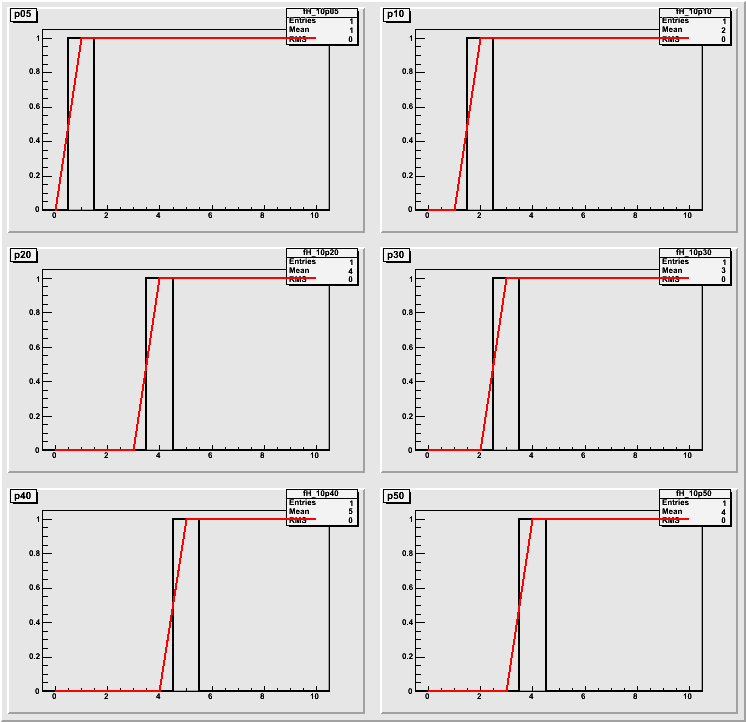 p05
fH_10p05
Entries 1
Mean 1
RMS 0
1
0.8
0.6
0.4
0.2
0
0 2 4 6 8 10
p10
fH_10p10
Entries 1
Mean 2
RMS 0
1
0.8
0.6
0.4
0.2
0
0 2 4 6 8 10
p20
fH_10p20
Entries 1
Mean 4
RMS 0
1
0.8
0.6
0.4
0.2
0
0 2 4 6 8 10
p30
fH_10p30
Entries 1
Mean 3
RMS 0
1
0.8
0.6
0.4
0.2
0
0 2 4 6 8 10
p40
fH_10p40
Entries 1
Mean 5
RMS 0
1
0.8
0.6
0.4
0.2
0
0 2 4 6 8 10
p50
fH_10p50
Entries 1
Mean 4
RMS 0
1
0.8
0.6
0.4
0.2
0
0 2 4 6 8 10